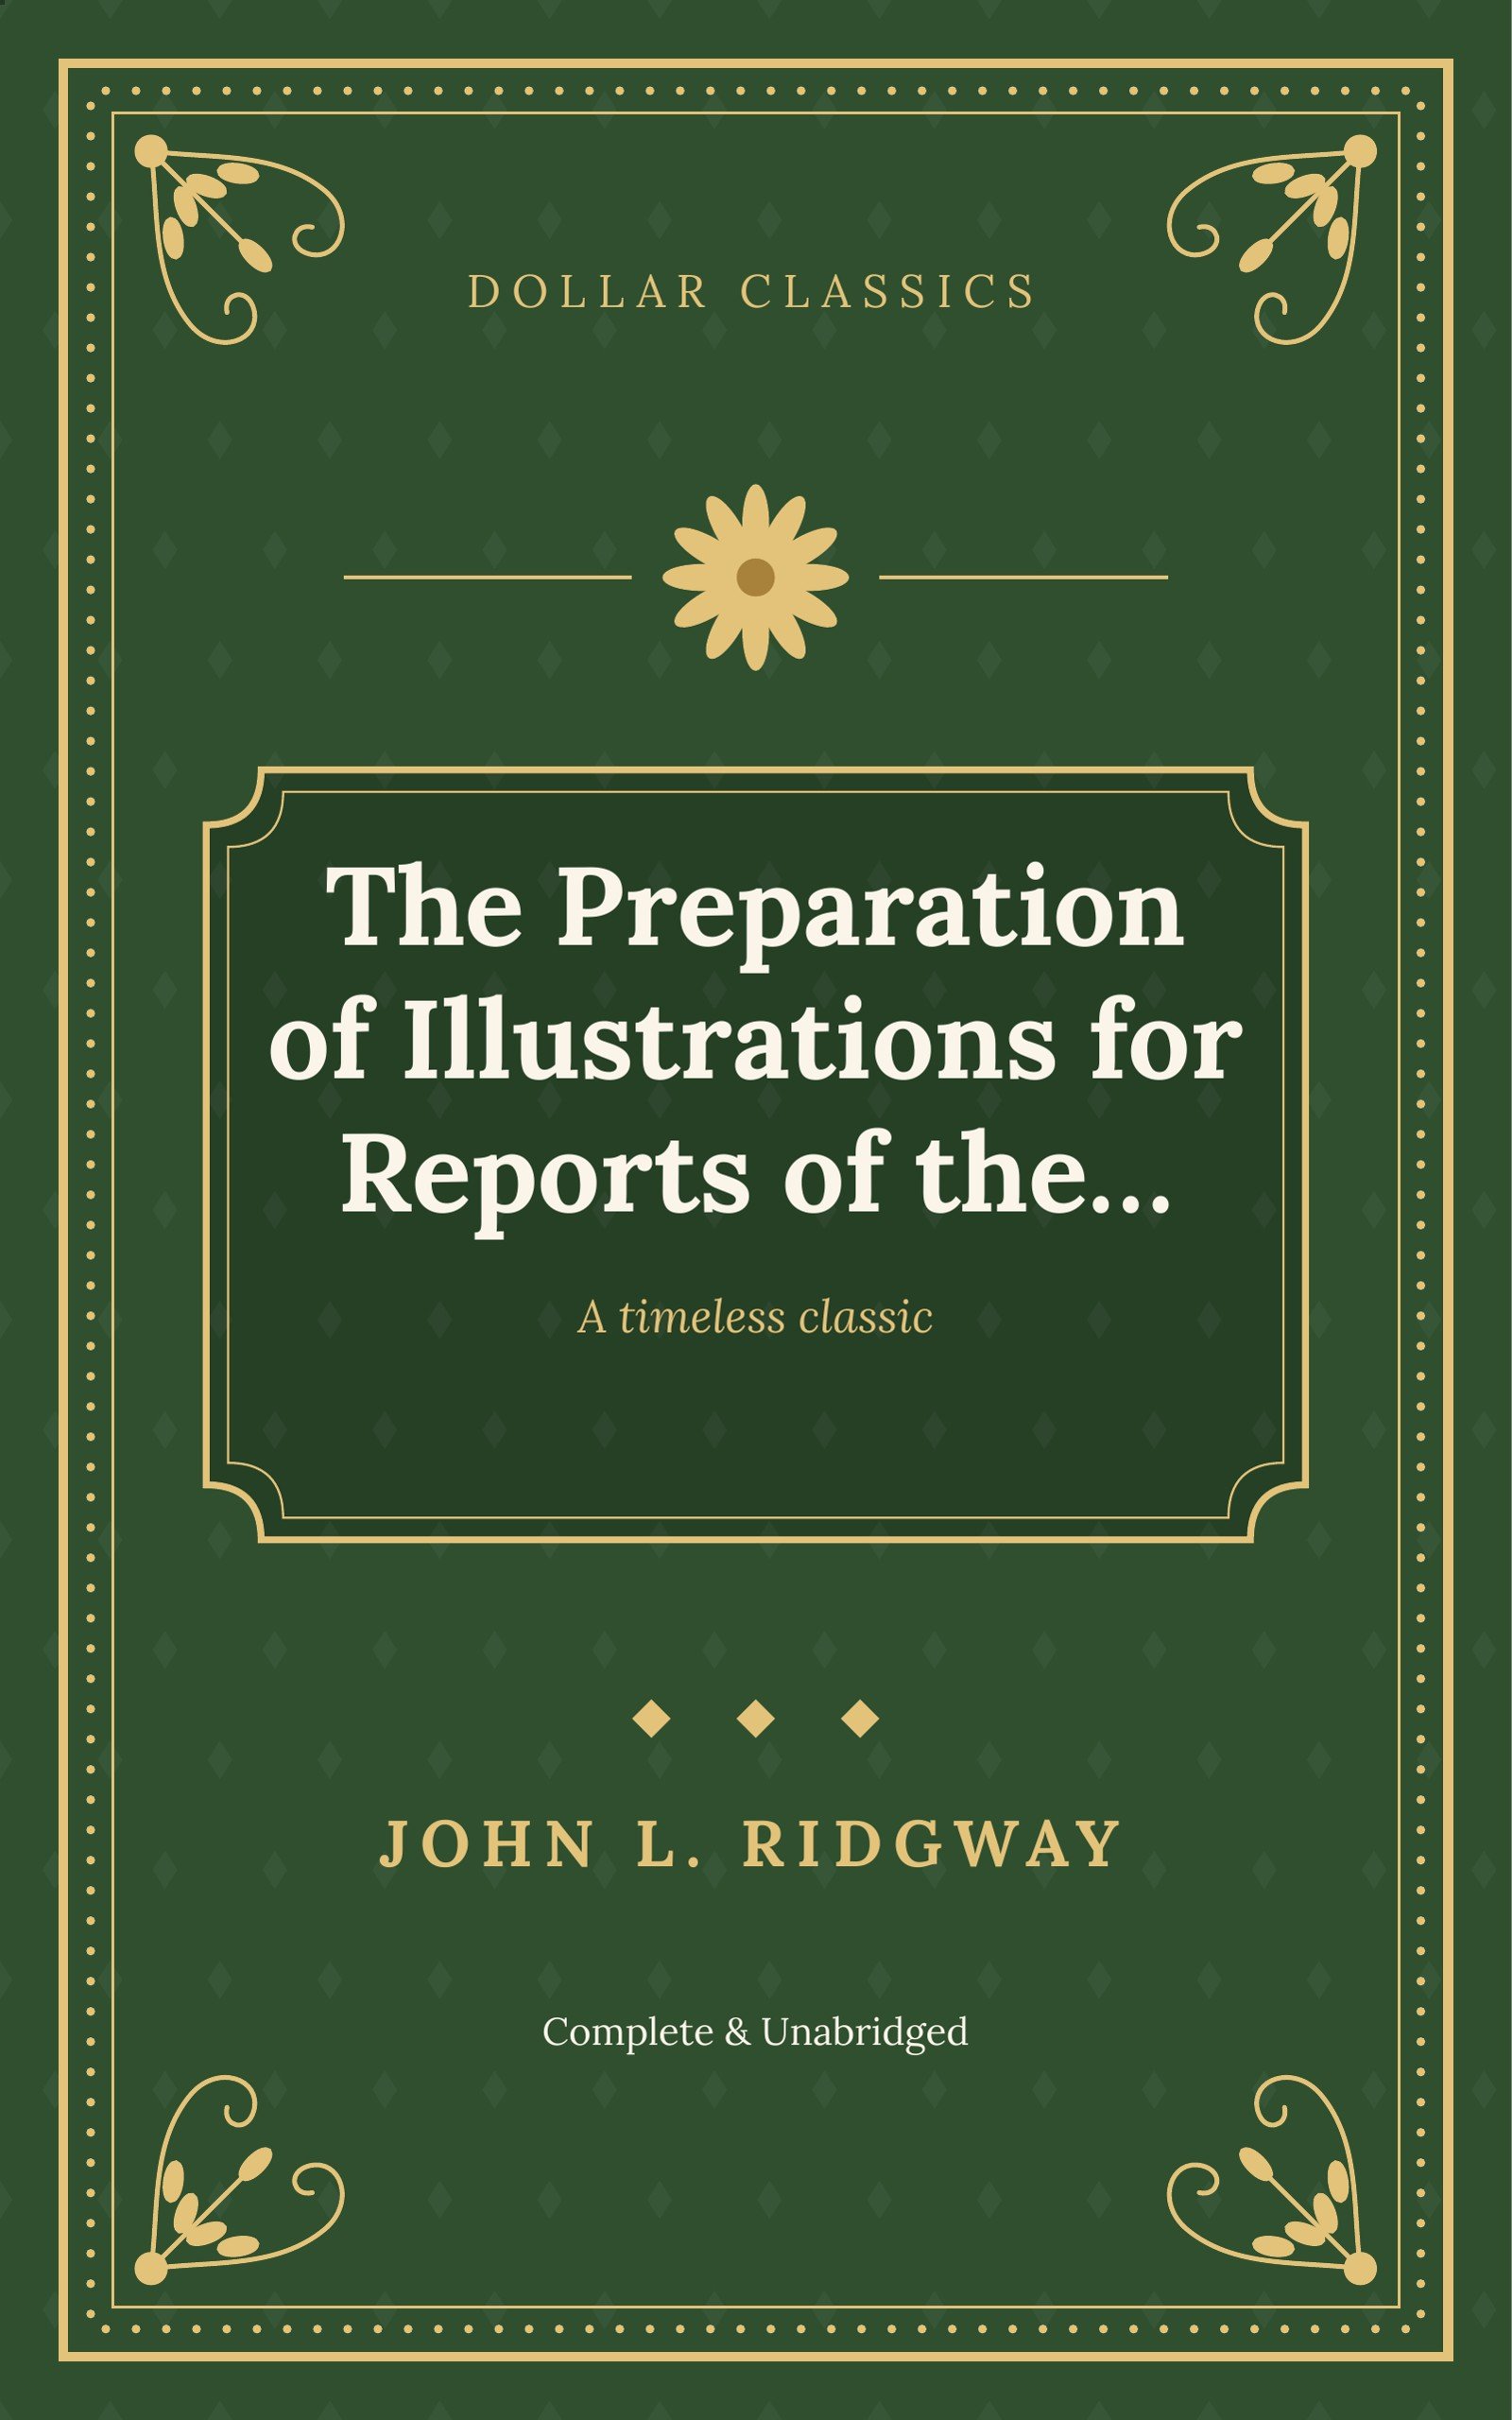 DOLLAR CLASSICS
The Preparation
of Illustrations for
Reports of the...
A timeless classic
JOHN L. RIDGWAY
Complete & Unabridged